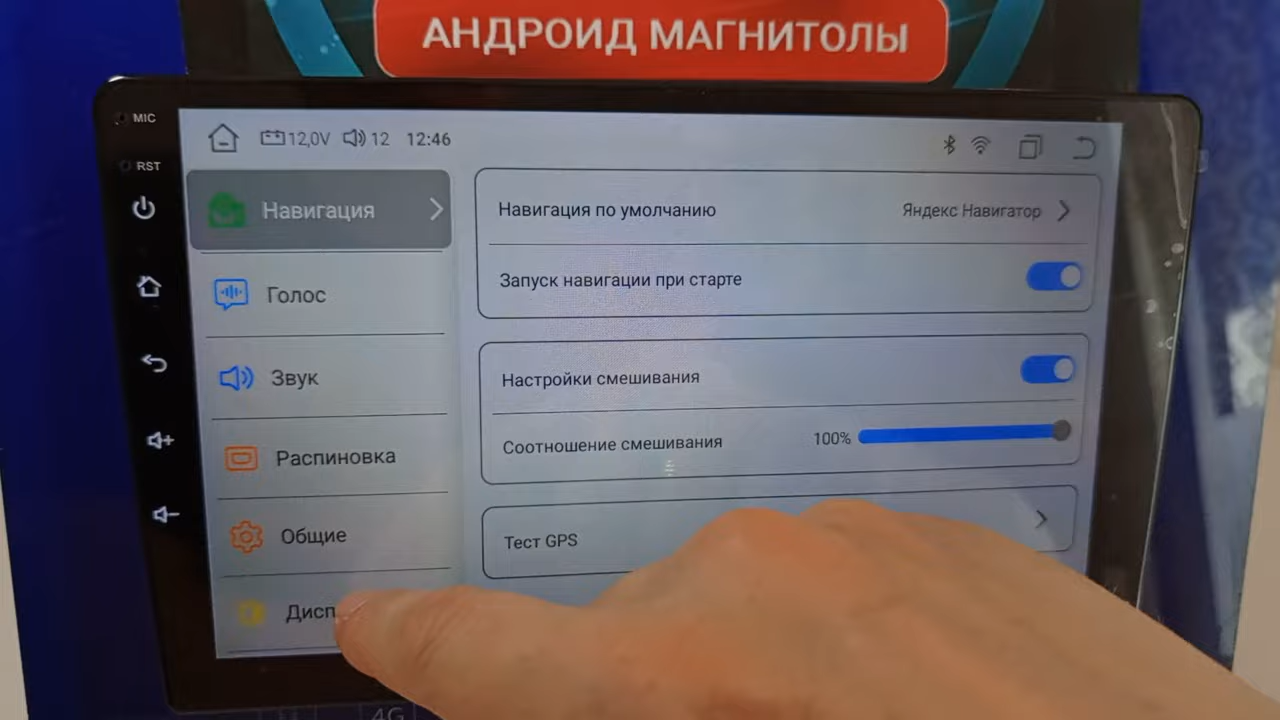 АНДРОИД МАГНИТОЛЫ
MIC
RST
12,0V 12 12:46
Навигация
Голос
Звук
Распиновка
Общие
Дисп
Навигация по умолчанию Яндекс Навигатор
Запуск навигации при старте
Настройки смешивания
Соотношение смешивания 100%
Тест GPS
4G